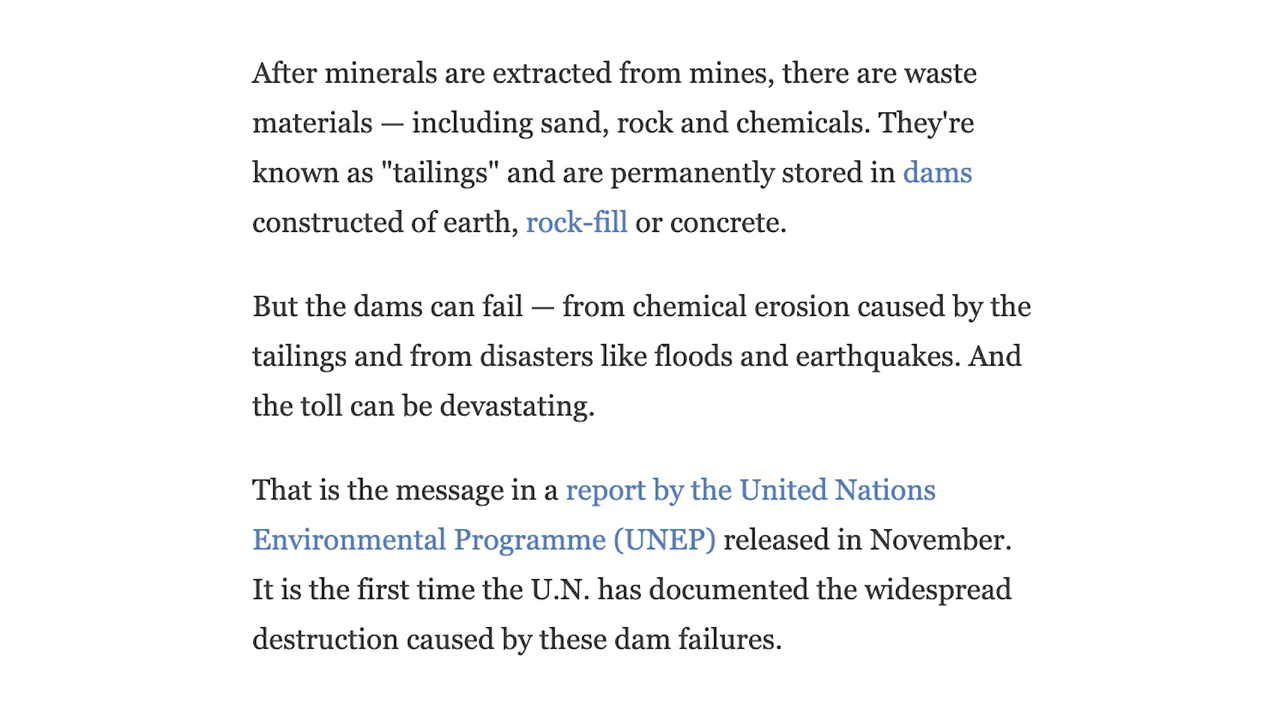 After minerals are extracted from mines, there are waste
materials — including sand, rock and chemicals. They're
known as "tailings" and are permanently stored in dams
constructed of earth, rock-fill or concrete.
But the dams can fail — from chemical erosion caused by the
tailings and from disasters like floods and earthquakes. And
the toll can be devastating.
That is the message in a report by the United Nations
Environmental Programme (UNEP) released in November.
It is the first time the U.N. has documented the widespread
destruction caused by these dam failures.